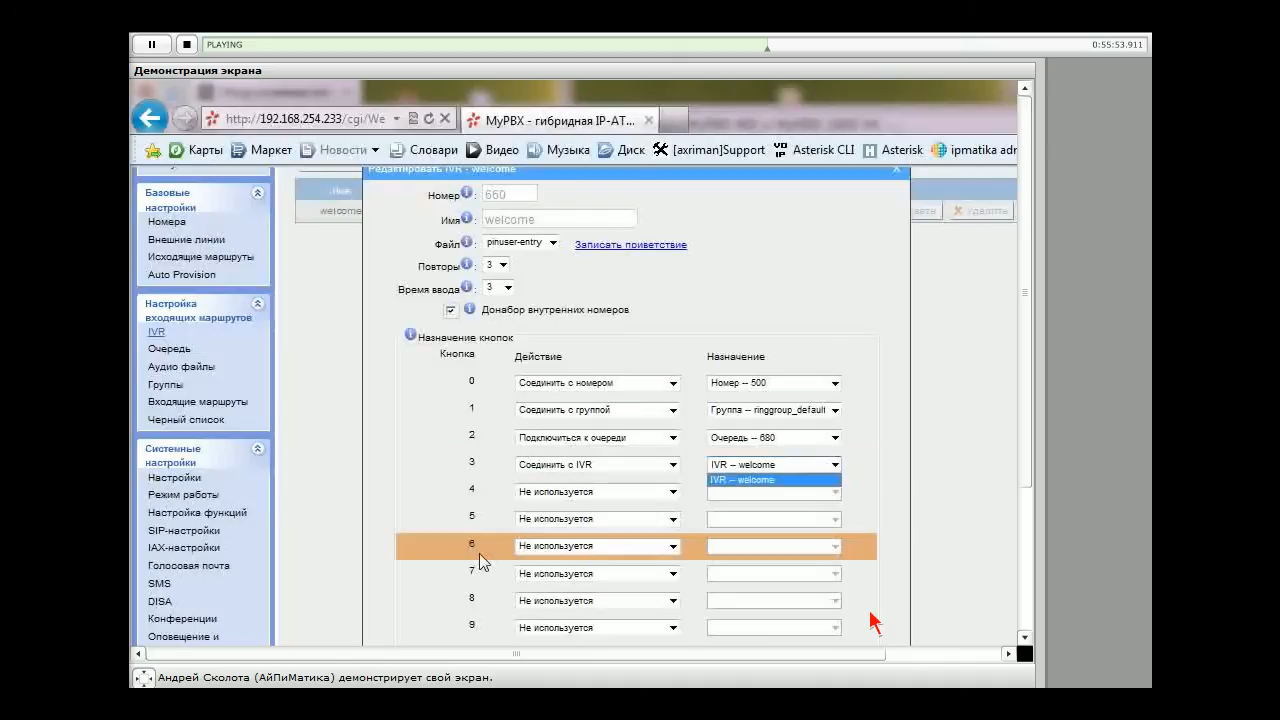 PLAYING
0:55:53.911
Демонстрация экрана
http://192.168.254.233/cgi/We
MyPBX - гибридная IP-AT...
Карты
Маркет
Новости
Словари
Видео
Музыка
Диск
[axriman]Support
Asterisk CLI
Asterisk
ipmatika adr
Редактировать IVR - welcome
X
Базовые
настройки
Номера
Внешние линии
Исходящие маршруты
Auto Provision
Настройка
входящих маршрутов
IVR
Очередь
Аудио файлы
Группы
Входящие маршруты
Черный список
Системные
настройки
Настройки
Режим работы
Настройка функций
SIP-настройки
IAX-настройки
Голосовая почта
SMS
DISA
Конференции
Оповещение и
Имя
welcome
Удалить
Номер : 660
Имя : welcome
Файл : pinuser-entry Записать приветствие
Повторы : 3
Время ввода : 3
Донабор внутренних номеров
Назначение кнопок
Кнопка Действие Назначение
0 Соединить с номером Номер -- 500
1 Соединить с группой Группа -- ringgroup_default
2 Подключиться к очереди Очередь -- 680
3 Соединить с IVR IVR -- welcome
IVR -- welcome
4 Не используется
5 Не используется
6 Не используется
7 Не используется
8 Не используется
9 Не используется
Андрей Сколота (АйПиМатика) демонстрирует свой экран.